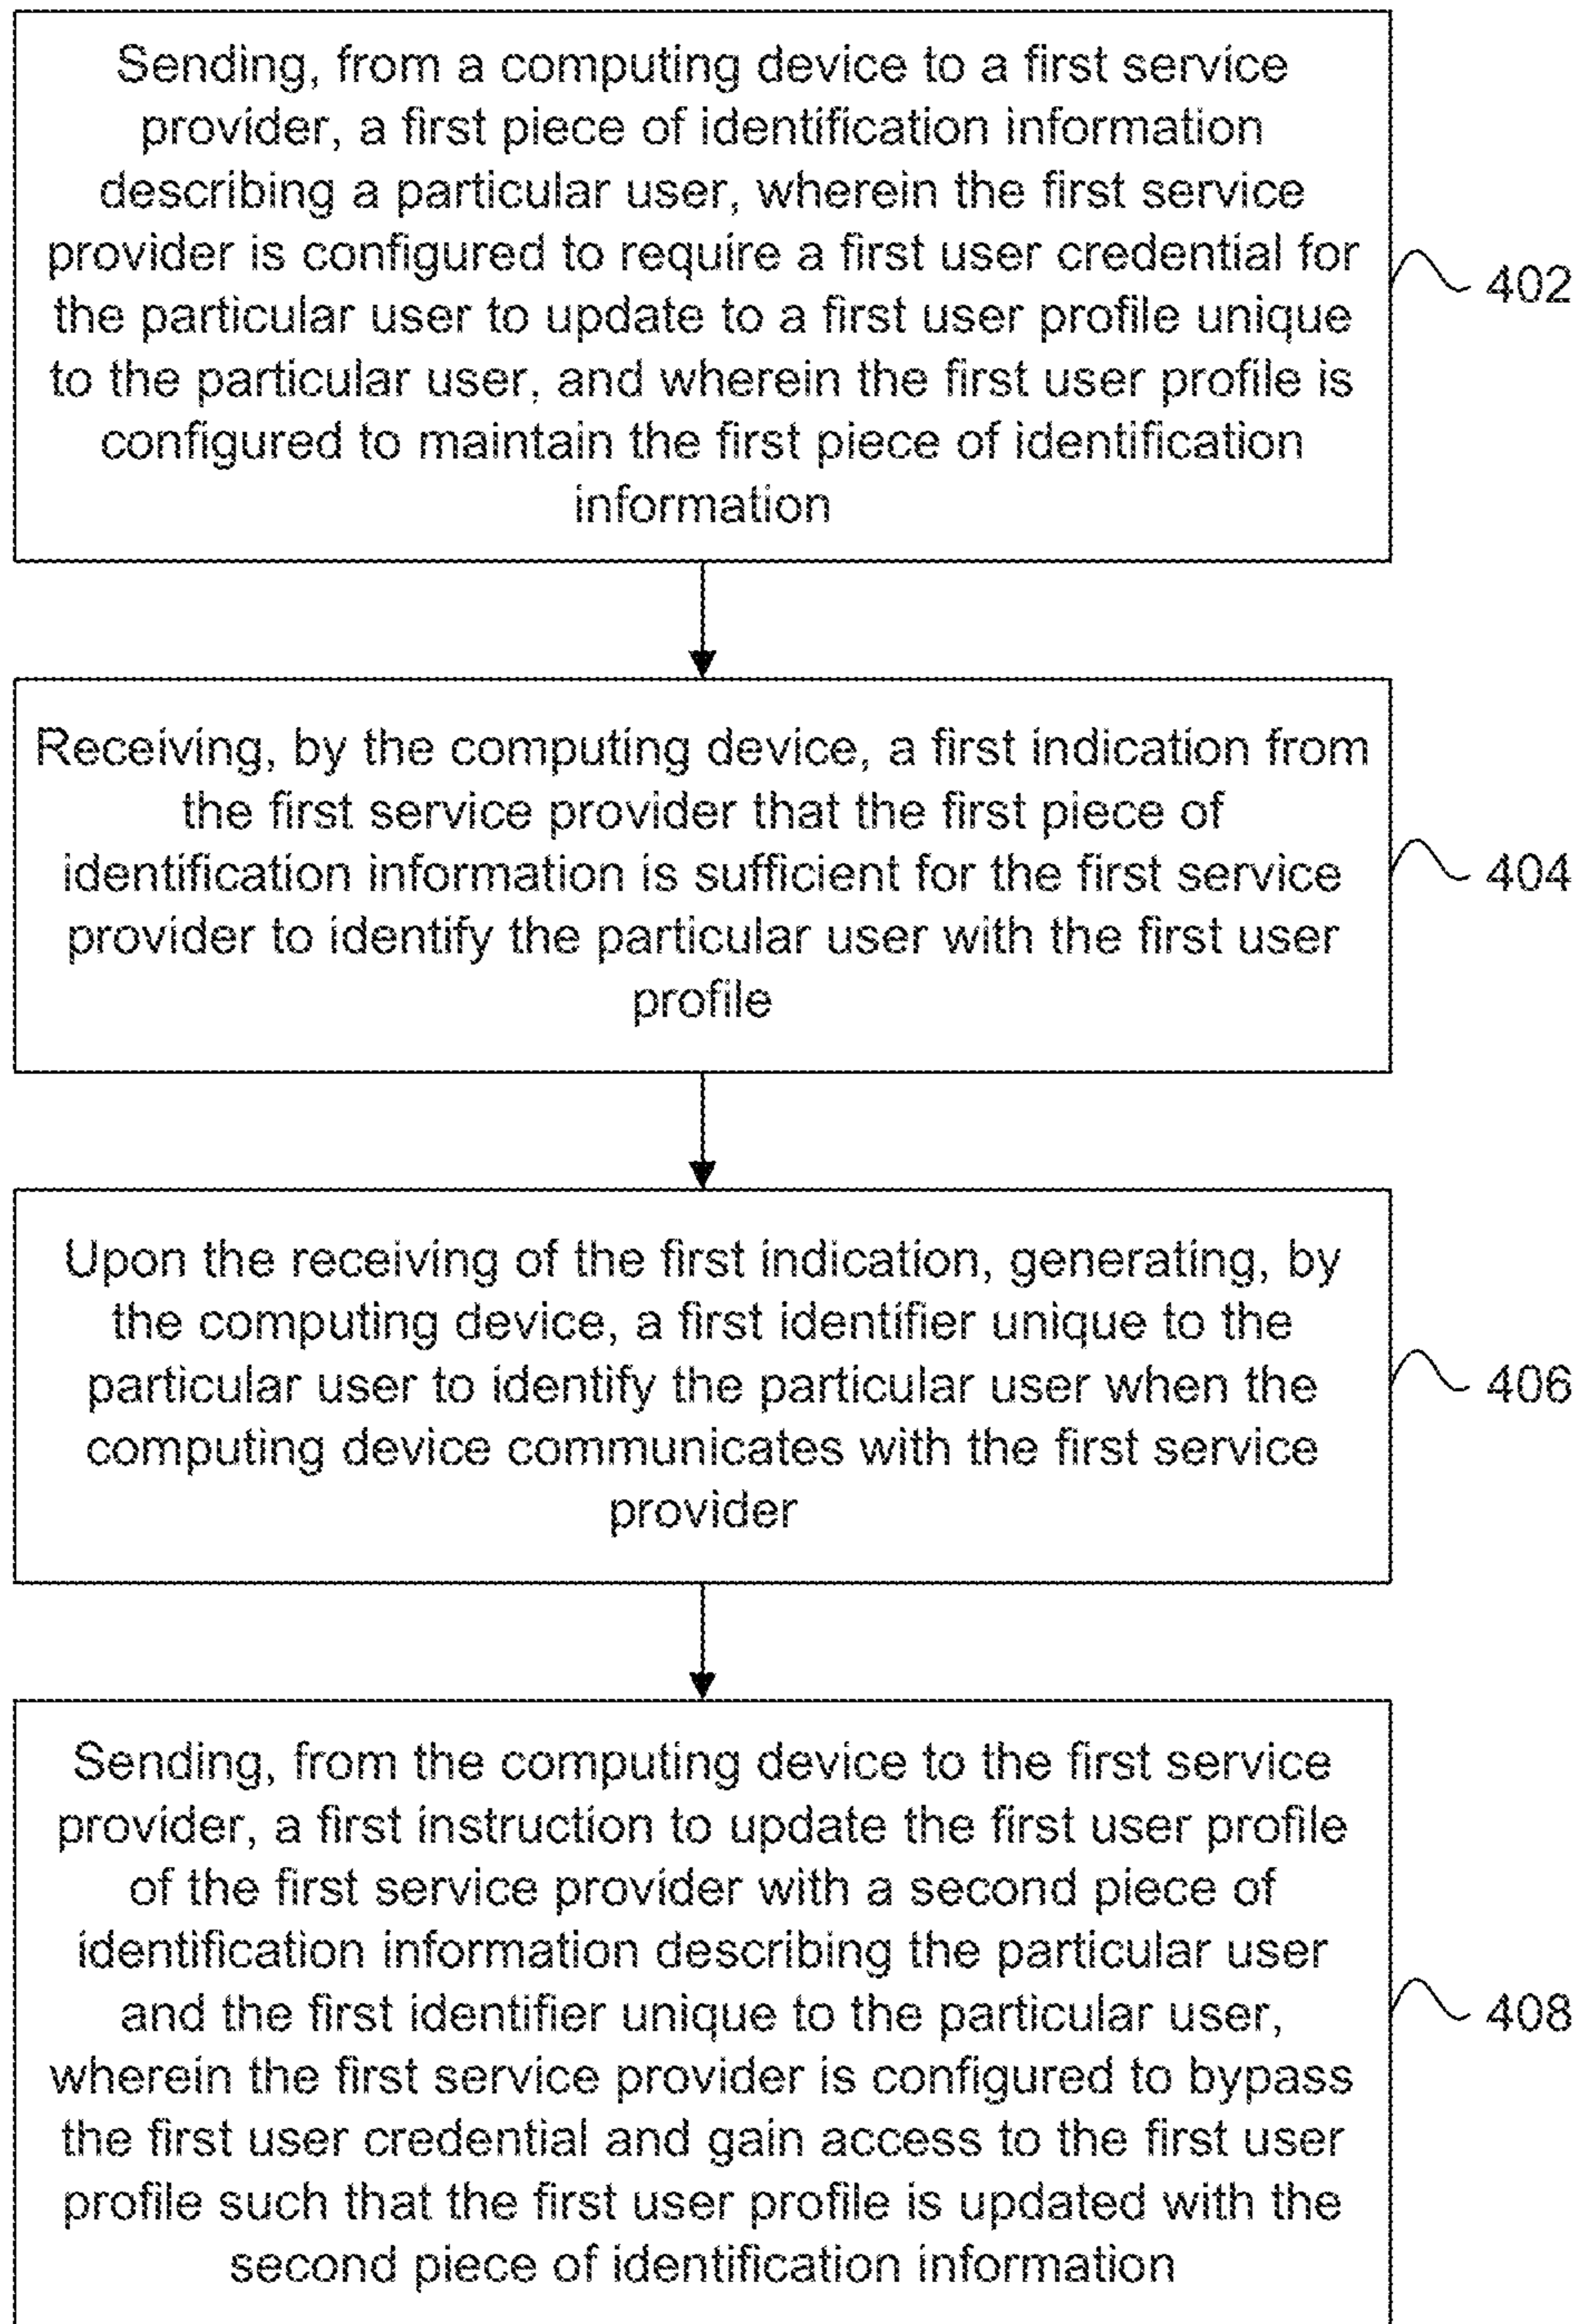 Sending, from a computing device to a first service
provider, a first piece of identification information
describing a particular user, wherein the first service
provider is configured to require a first user credential for
the particular user to update to a first user profile unique
to the particular user, and wherein the first user profile is
configured to maintain the first piece of identification
information
402
Receiving, by the computing device, a first indication from
the first service provider that the first piece of
identification information is sufficient for the first service
provider to identify the particular user with the first user
profile
404
Upon the receiving of the first indication, generating, by
the computing device, a first identifier unique to the
particular user to identify the particular user when the
computing device communicates with the first service
provider
406
Sending, from the computing device to the first service
provider, a first instruction to update the first user profile
of the first service provider with a second piece of
identification information describing the particular user
and the first identifier unique to the particular user,
wherein the first service provider is configured to bypass
the first user credential and gain access to the first user
profile such that the first user profile is updated with the
second piece of identification information
408